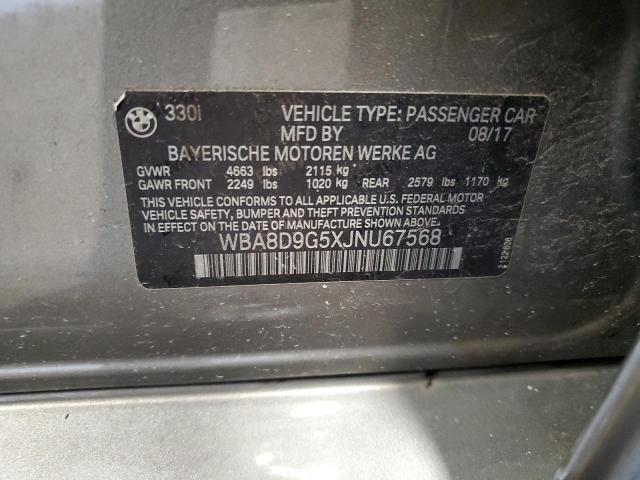 BMW 330i VEHICLE TYPE: PASSENGER CAR
MFD BY 08/17
BAYERISCHE MOTOREN WERKE AG
GVWR 4663 lbs 2115 kg
GAWR FRONT 2249 lbs 1020 kg REAR 2579 lbs 1170 kg
THIS VEHICLE CONFORMS TO ALL APPLICABLE U.S. FEDERAL MOTOR
VEHICLE SAFETY, BUMPER AND THEFT PREVENTION STANDARDS IN
EFFECT ON THE DATE OF MANUFACTURE SHOWN ABOVE.
WBA8D9G5XJNU67568